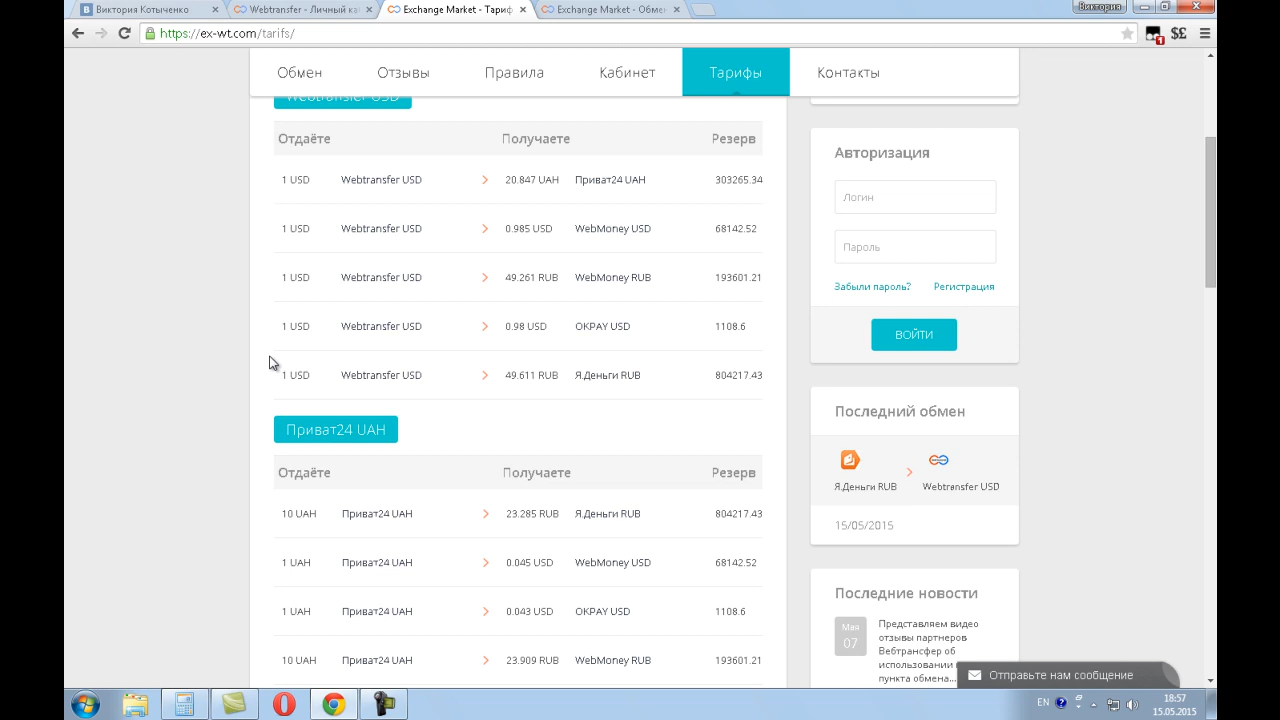 Виктория Котыченко
Webtransfer - Личный ка
Exchange Market - Тариф
Exchange Market - Обмен
Виктория
https://ex-wt.com/tarifs/
1
$£
Обмен
Отзывы
Правила
Кабинет
Тарифы
Контакты
Webtransfer USD
Отдаёте Получаете Резерв
1 USD Webtransfer USD 20.847 UAH Приват24 UAH 303265.34
1 USD Webtransfer USD 0.985 USD WebMoney USD 68142.52
1 USD Webtransfer USD 49.261 RUB WebMoney RUB 193601.21
1 USD Webtransfer USD 0.98 USD OKPAY USD 1108.6
1 USD Webtransfer USD 49.611 RUB Я.Деньги RUB 804217.43
Приват24 UAH
Отдаёте Получаете Резерв
10 UAH Приват24 UAH 23.285 RUB Я.Деньги RUB 804217.43
1 UAH Приват24 UAH 0.045 USD WebMoney USD 68142.52
1 UAH Приват24 UAH 0.043 USD OKPAY USD 1108.6
10 UAH Приват24 UAH 23.909 RUB WebMoney RUB 193601.21
Авторизация
Логин
Пароль
Забыли пароль? Регистрация
ВОЙТИ
Последний обмен
Я.Деньги RUB Webtransfer USD
15/05/2015
Последние новости
Мая
07
Представляем видео
отзывы партнеров
Вебтрансфер об
использовании
пункта обмена...
Отправьте нам сообщение
EN
18:57
15.05.2015